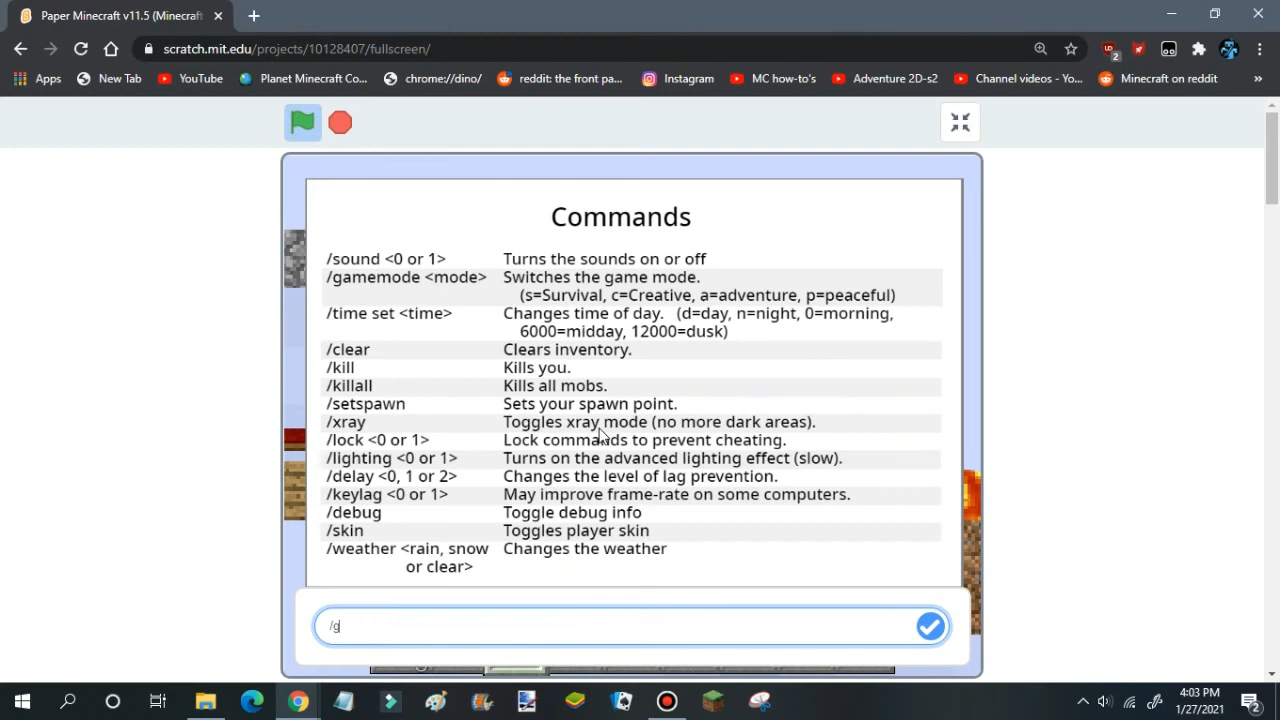 Paper Minecraft v11.5 (Minecraft
scratch.mit.edu/projects/10128407/fullscreen/
2
Apps New Tab YouTube Planet Minecraft Co... chrome://dino/ reddit: the front pa... Instagram MC how-to's Adventure 2D-s2 Channel videos - Yo... Minecraft on reddit »
Commands
/sound <0 or 1> Turns the sounds on or off
/gamemode <mode> Switches the game mode.
(s=Survival, c=Creative, a=adventure, p=peaceful)
/time set <time> Changes time of day. (d=day, n=night, 0=morning,
6000=midday, 12000=dusk)
/clear Clears inventory.
/kill Kills you.
/killall Kills all mobs.
/setspawn Sets your spawn point.
/xray Toggles xray mode (no more dark areas).
/lock <0 or 1> Lock commands to prevent cheating.
/lighting <0 or 1> Turns on the advanced lighting effect (slow).
/delay <0, 1 or 2> Changes the level of lag prevention.
/keylag <0 or 1> May improve frame-rate on some computers.
/debug Toggle debug info
/skin Toggles player skin
/weather <rain, snow Changes the weather
or clear>
/g
4:03 PM
1/27/2021
2